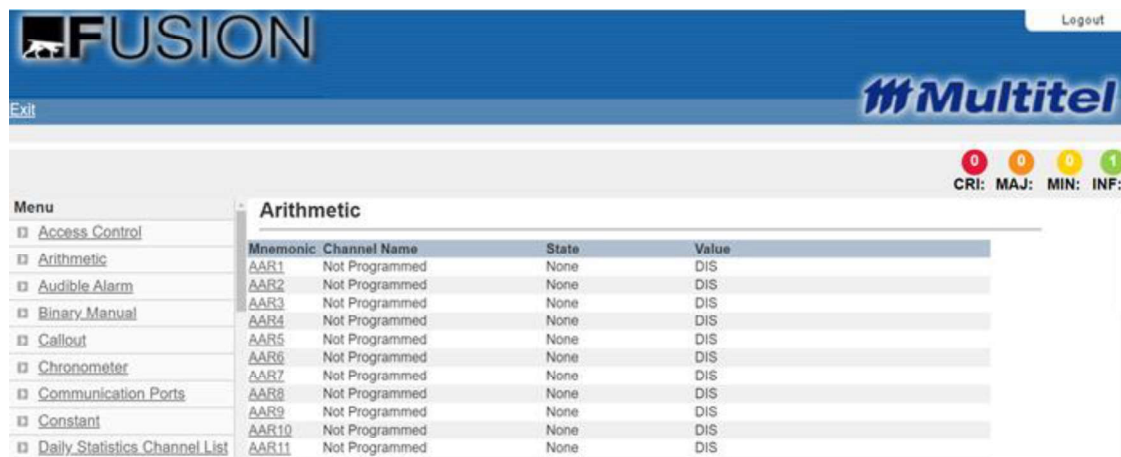 FUSION
Logout
Multitel
Exit
0 0 0 1
CRI: MAJ: MIN: INF:
Menu
Access Control
Arithmetic
Audible Alarm
Binary Manual
Callout
Chronometer
Communication Ports
Constant
Daily Statistics Channel List
Arithmetic
Mnemonic Channel Name State Value
AAR1 Not Programmed None DIS
AAR2 Not Programmed None DIS
AAR3 Not Programmed None DIS
AAR4 Not Programmed None DIS
AAR5 Not Programmed None DIS
AAR6 Not Programmed None DIS
AAR7 Not Programmed None DIS
AAR8 Not Programmed None DIS
AAR9 Not Programmed None DIS
AAR10 Not Programmed None DIS
AAR11 Not Programmed None DIS